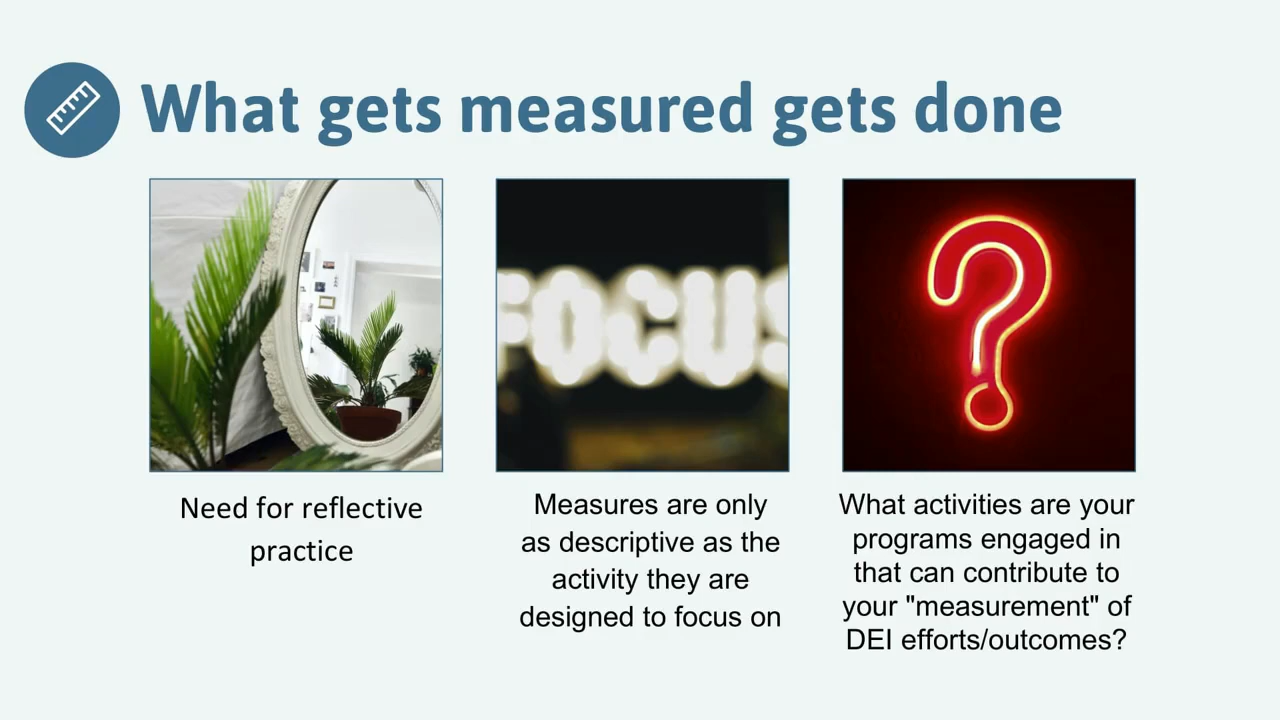 What gets measured gets done
FOCUS
?
Need for reflective
practice
Measures are only
as descriptive as the
activity they are
designed to focus on
What activities are your
programs engaged in
that can contribute to
your "measurement" of
DEI efforts/outcomes?